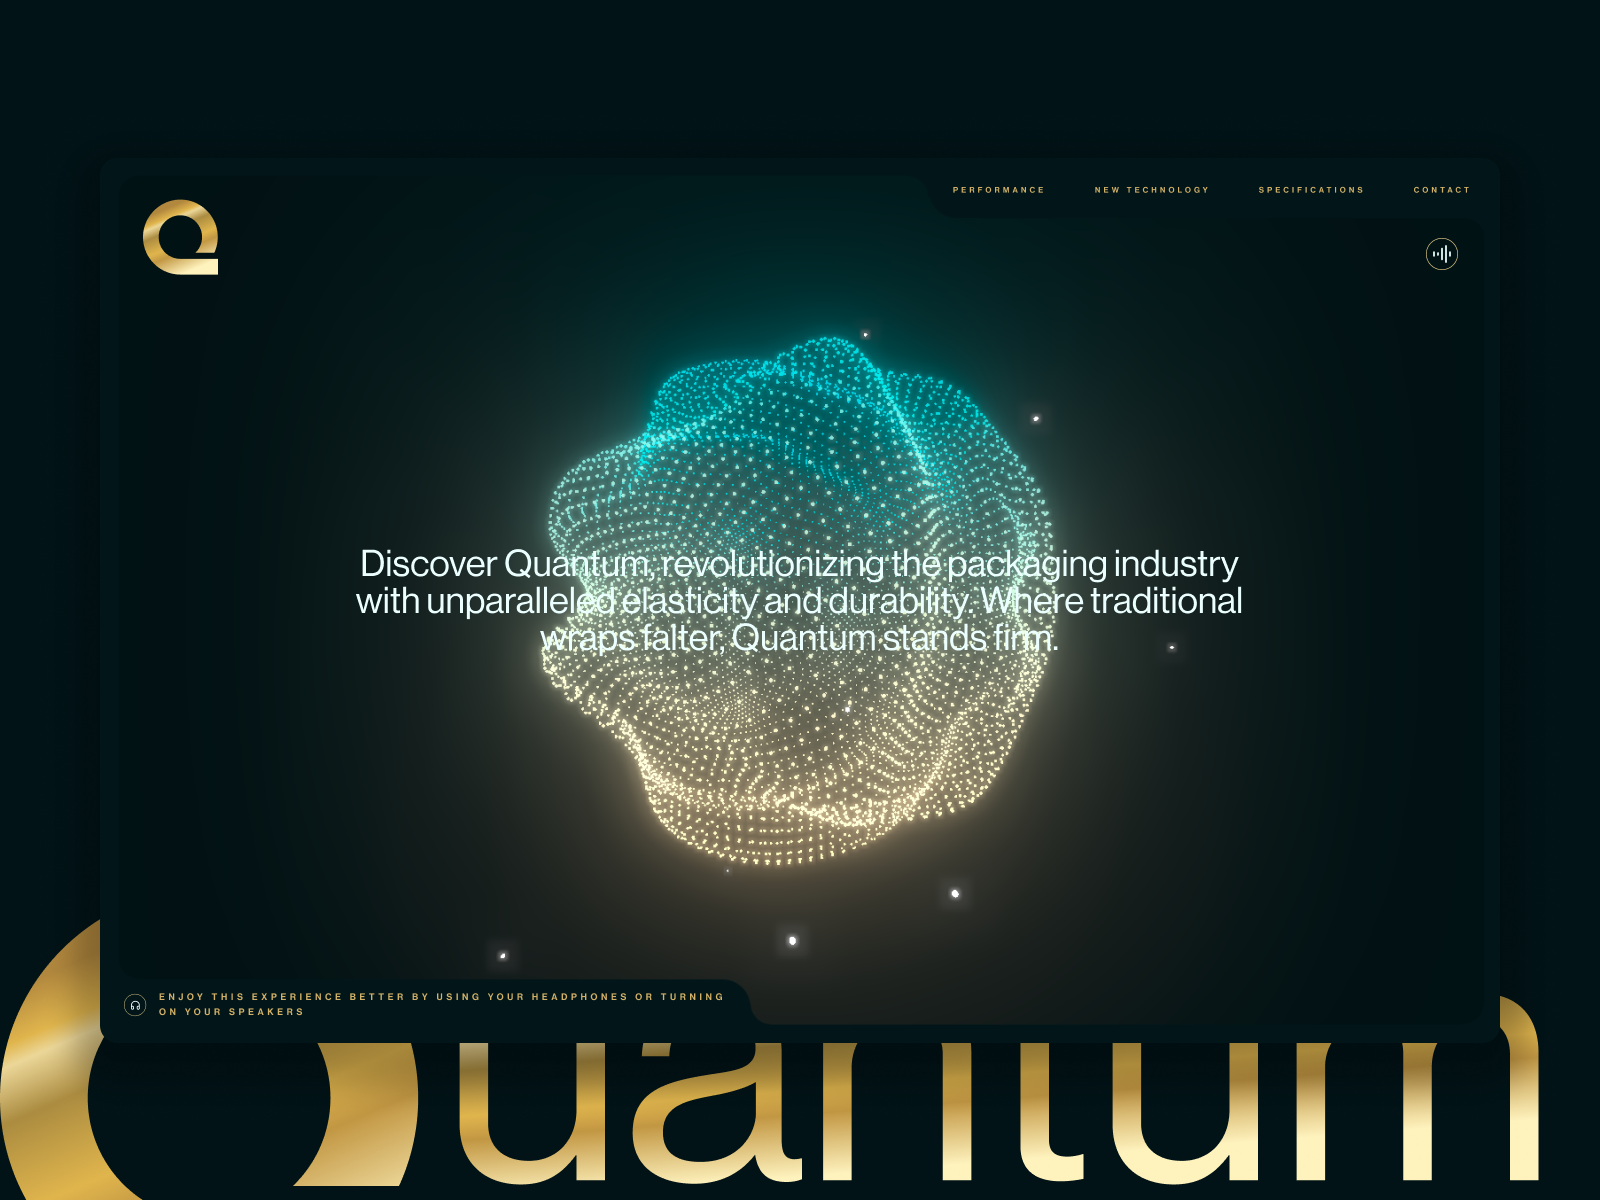 Q
PERFORMANCE NEW TECHNOLOGY SPECIFICATIONS CONTACT
Discover Quantum, revolutionizing the packaging industry
with unparalleled elasticity and durability. Where traditional
wraps falter, Quantum stands firm.
ENJOY THIS EXPERIENCE BETTER BY USING YOUR HEADPHONES OR TURNING
ON YOUR SPEAKERS
Quantum